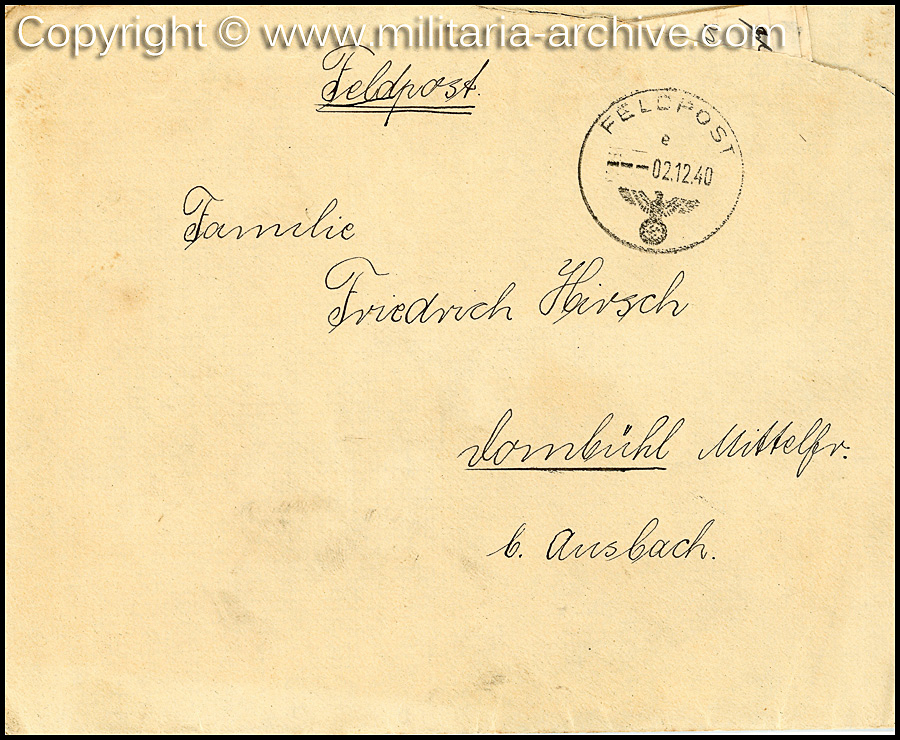 Copyright © www.militaria-archive.com
Feldpost.
FELDPOST
e
02.12.40
Familie
Friedrich Hirsch
Dombühl Mittelfr.
b. Ansbach.